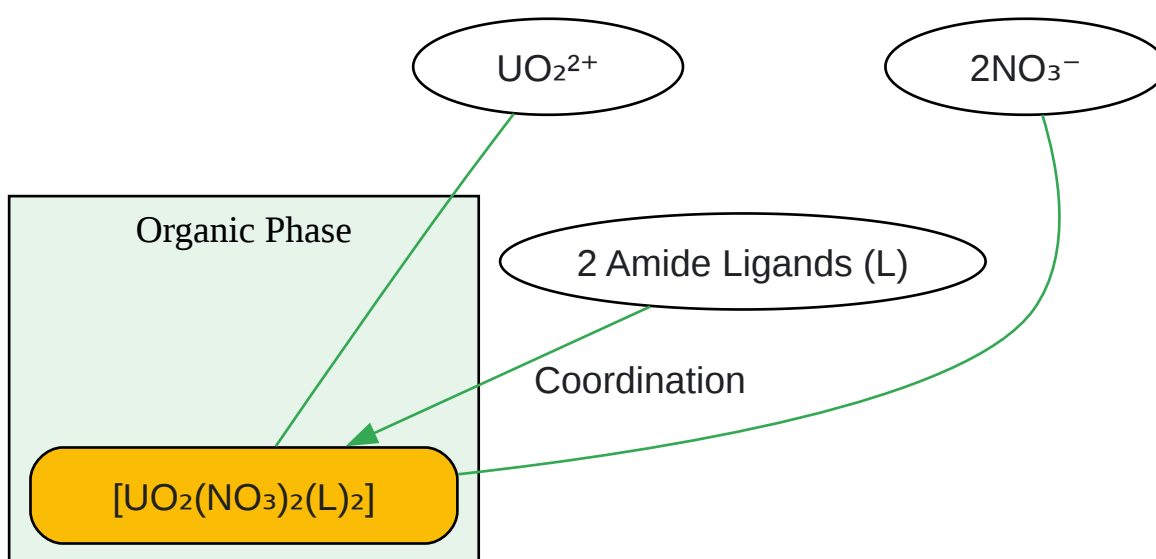 UO₂²⁺
2NO₃⁻
Organic Phase
2 Amide Ligands (L)
Coordination
[UO₂(NO₃)₂(L)₂]